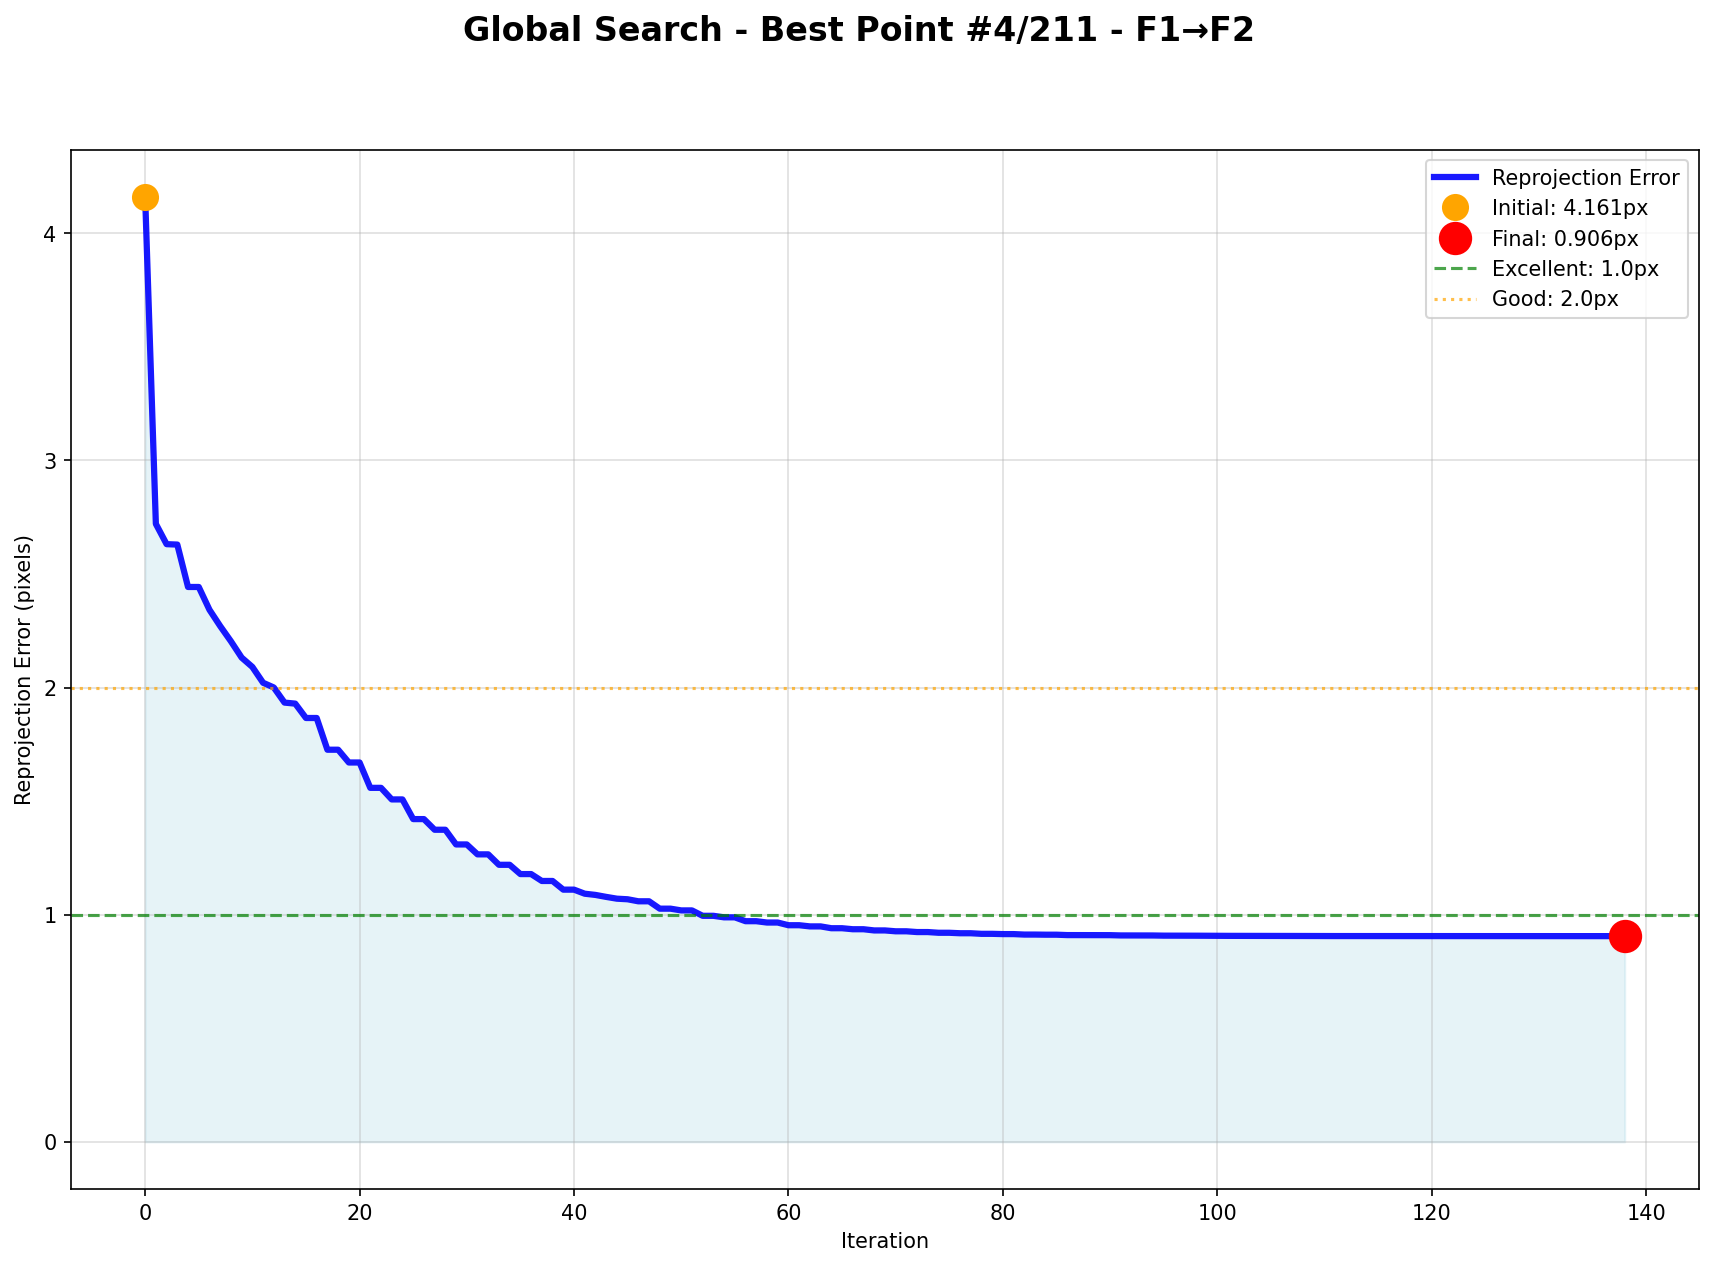 Global Search - Best Point #4/211 - F1→F2
Reprojection Error
Initial: 4.161px
Final: 0.906px
Excellent: 1.0px
Good: 2.0px
Reprojection Error (pixels)
4
3
2
1
0
0 20 40 60 80 100 120 140
Iteration